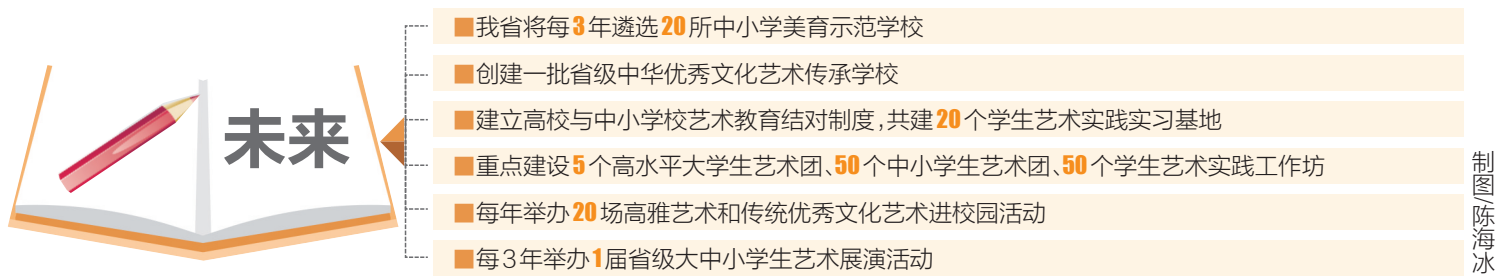 未来
■我省将每3年遴选20所中小学美育示范学校
■创建一批省级中华优秀文化艺术传承学校
■建立高校与中小学校艺术教育结对制度，共建20个学生艺术实践实习基地
■重点建设5个高水平大学生艺术团、50个中小学生艺术团、50个学生艺术实践工作坊
■每年举办20场高雅艺术和传统优秀文化艺术进校园活动
■每3年举办1届省级大中小学生艺术展演活动
制图/陈海冰